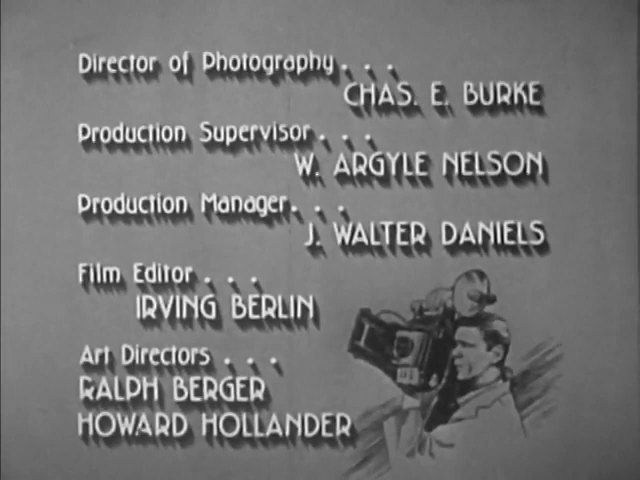 Director of Photography . . .
CHAS. E. BURKE
Production Supervisor . . .
W. ARGYLE NELSON
Production Manager. . .
J. WALTER DANIELS
Film Editor . . .
IRVING BERLIN
Art Directors . . .
RALPH BERGER
HOWARD HOLLANDER